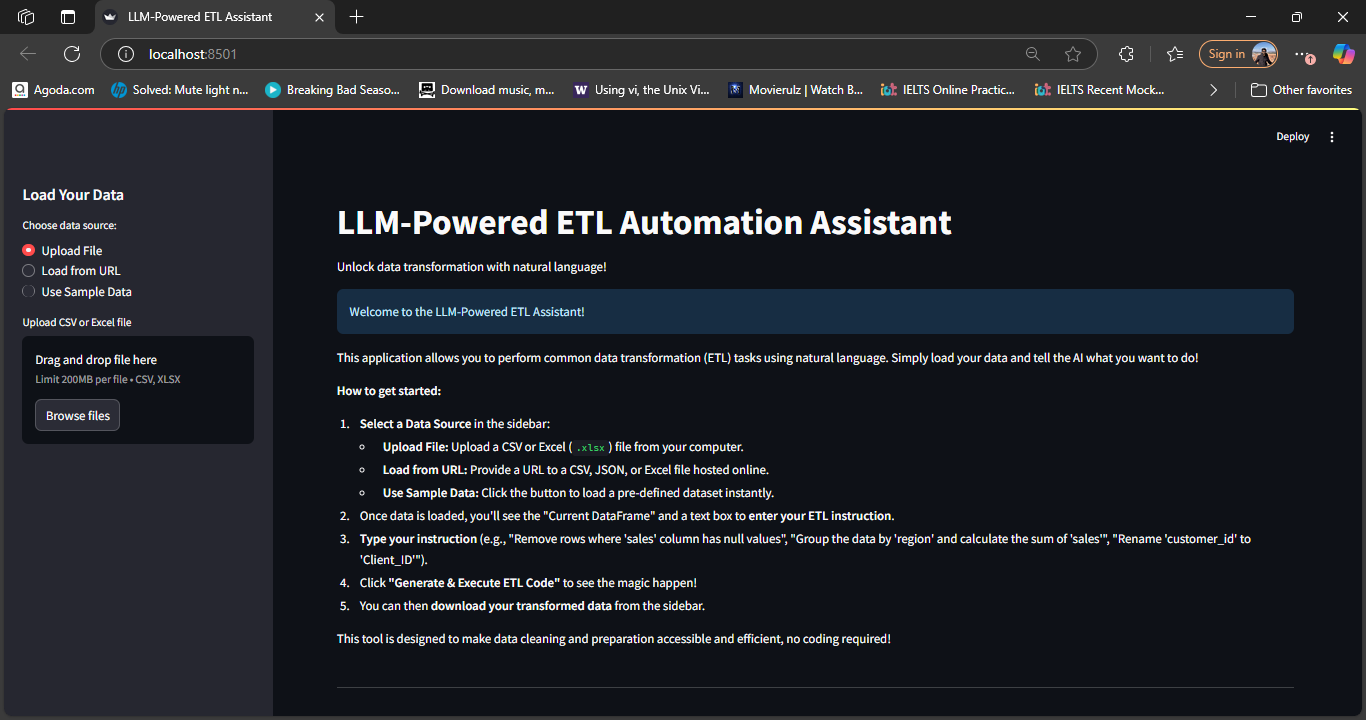 LLM-Powered ETL Assistant
localhost:8501
Sign in
Agoda.com
Solved: Mute light n...
Breaking Bad Seaso...
Download music, m...
W Using vi, the Unix Vi...
Movierulz | Watch B...
IELTS Online Practic...
IELTS Recent Mock...
Other favorites
Deploy
Load Your Data
Choose data source:
Upload File
Load from URL
Use Sample Data
Upload CSV or Excel file
Drag and drop file here
Limit 200MB per file • CSV, XLSX
Browse files
LLM-Powered ETL Automation Assistant
Unlock data transformation with natural language!
Welcome to the LLM-Powered ETL Assistant!
This application allows you to perform common data transformation (ETL) tasks using natural language. Simply load your data and tell the AI what you want to do!
How to get started:
1. Select a Data Source in the sidebar:
Upload File: Upload a CSV or Excel ( .xlsx ) file from your computer.
Load from URL: Provide a URL to a CSV, JSON, or Excel file hosted online.
Use Sample Data: Click the button to load a pre-defined dataset instantly.
2. Once data is loaded, you'll see the "Current DataFrame" and a text box to enter your ETL instruction.
3. Type your instruction (e.g., "Remove rows where 'sales' column has null values", "Group the data by 'region' and calculate the sum of 'sales'", "Rename 'customer_id' to
'Client_ID'").
4. Click "Generate & Execute ETL Code" to see the magic happen!
5. You can then download your transformed data from the sidebar.
This tool is designed to make data cleaning and preparation accessible and efficient, no coding required!